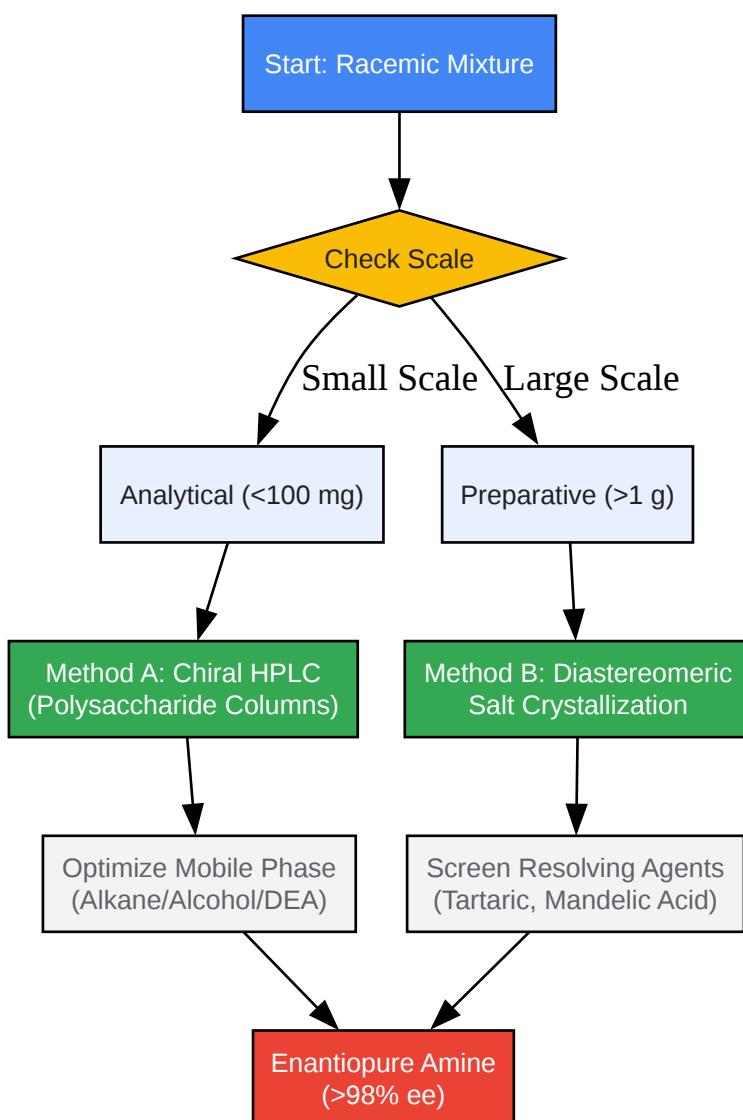 Start: Racemic Mixture
Check Scale
Small Scale
Large Scale
Analytical (<100 mg)
Preparative (>1 g)
Method A: Chiral HPLC
(Polysaccharide Columns)
Method B: Diastereomeric
Salt Crystallization
Optimize Mobile Phase
(Alkane/Alcohol/DEA)
Screen Resolving Agents
(Tartaric, Mandelic Acid)
Enantiopure Amine
(>98% ee)